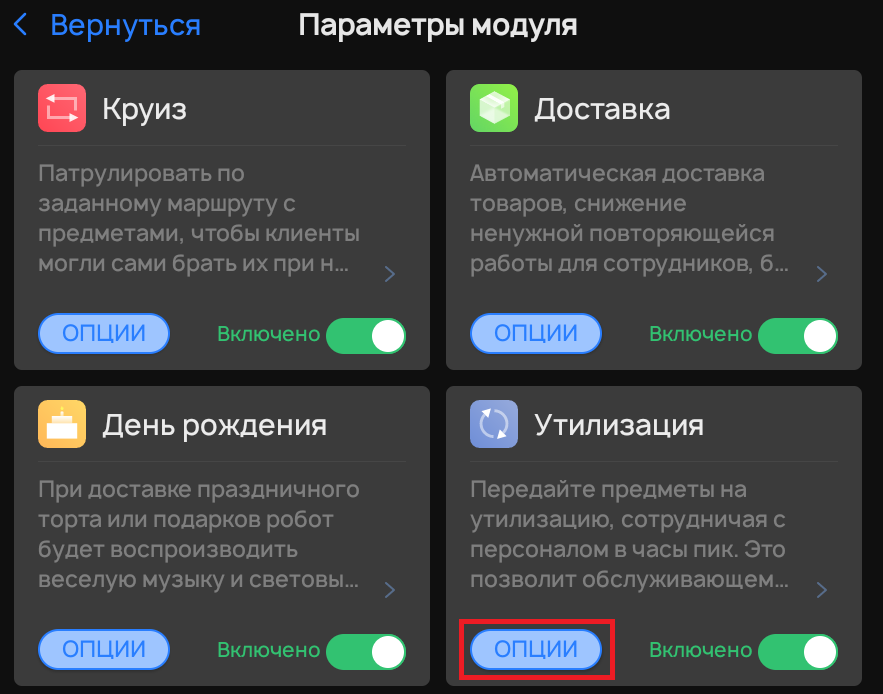 Вернуться
Параметры модуля
Круиз
Патрулировать по
заданному маршруту с
предметами, чтобы клиенты
могли сами брать их при н...
ОПЦИИ
Включено
Доставка
Автоматическая доставка
товаров, снижение
ненужной повторяющейся
работы для сотрудников, б...
ОПЦИИ
Включено
День рождения
При доставке праздничного
торта или подарков робот
будет воспроизводить
веселую музыку и световы...
ОПЦИИ
Включено
Утилизация
Передайте предметы на
утилизацию, сотрудничая с
персоналом в часы пик. Это
позволит обслуживающем...
ОПЦИИ
Включено